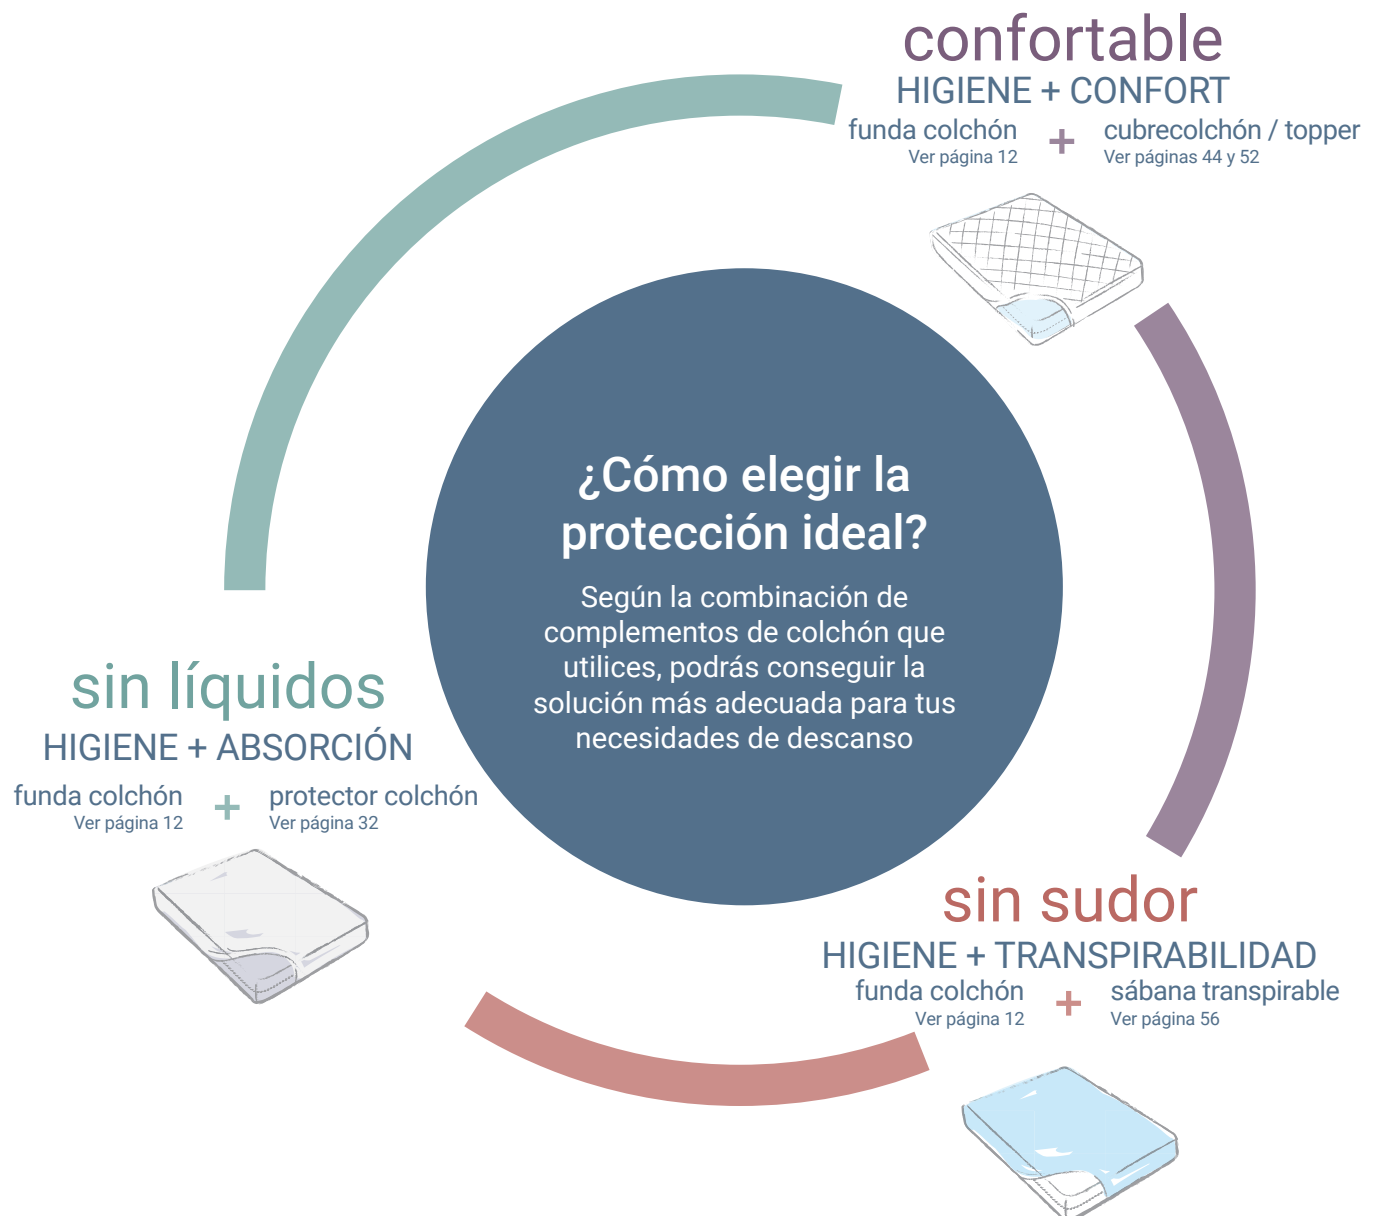 confortable
HIGIENE + CONFORT
funda colchón + cubrecolchón / topper
Ver página 12 Ver páginas 44 y 52
¿Cómo elegir la
protección ideal?
Según la combinación de
complementos de colchón que
utilices, podrás conseguir la
solución más adecuada para tus
necesidades de descanso
sin líquidos
HIGIENE + ABSORCIÓN
funda colchón + protector colchón
Ver página 12 Ver página 32
sin sudor
HIGIENE + TRANSPIRABILIDAD
funda colchón + sábana transpirable
Ver página 12 Ver página 56